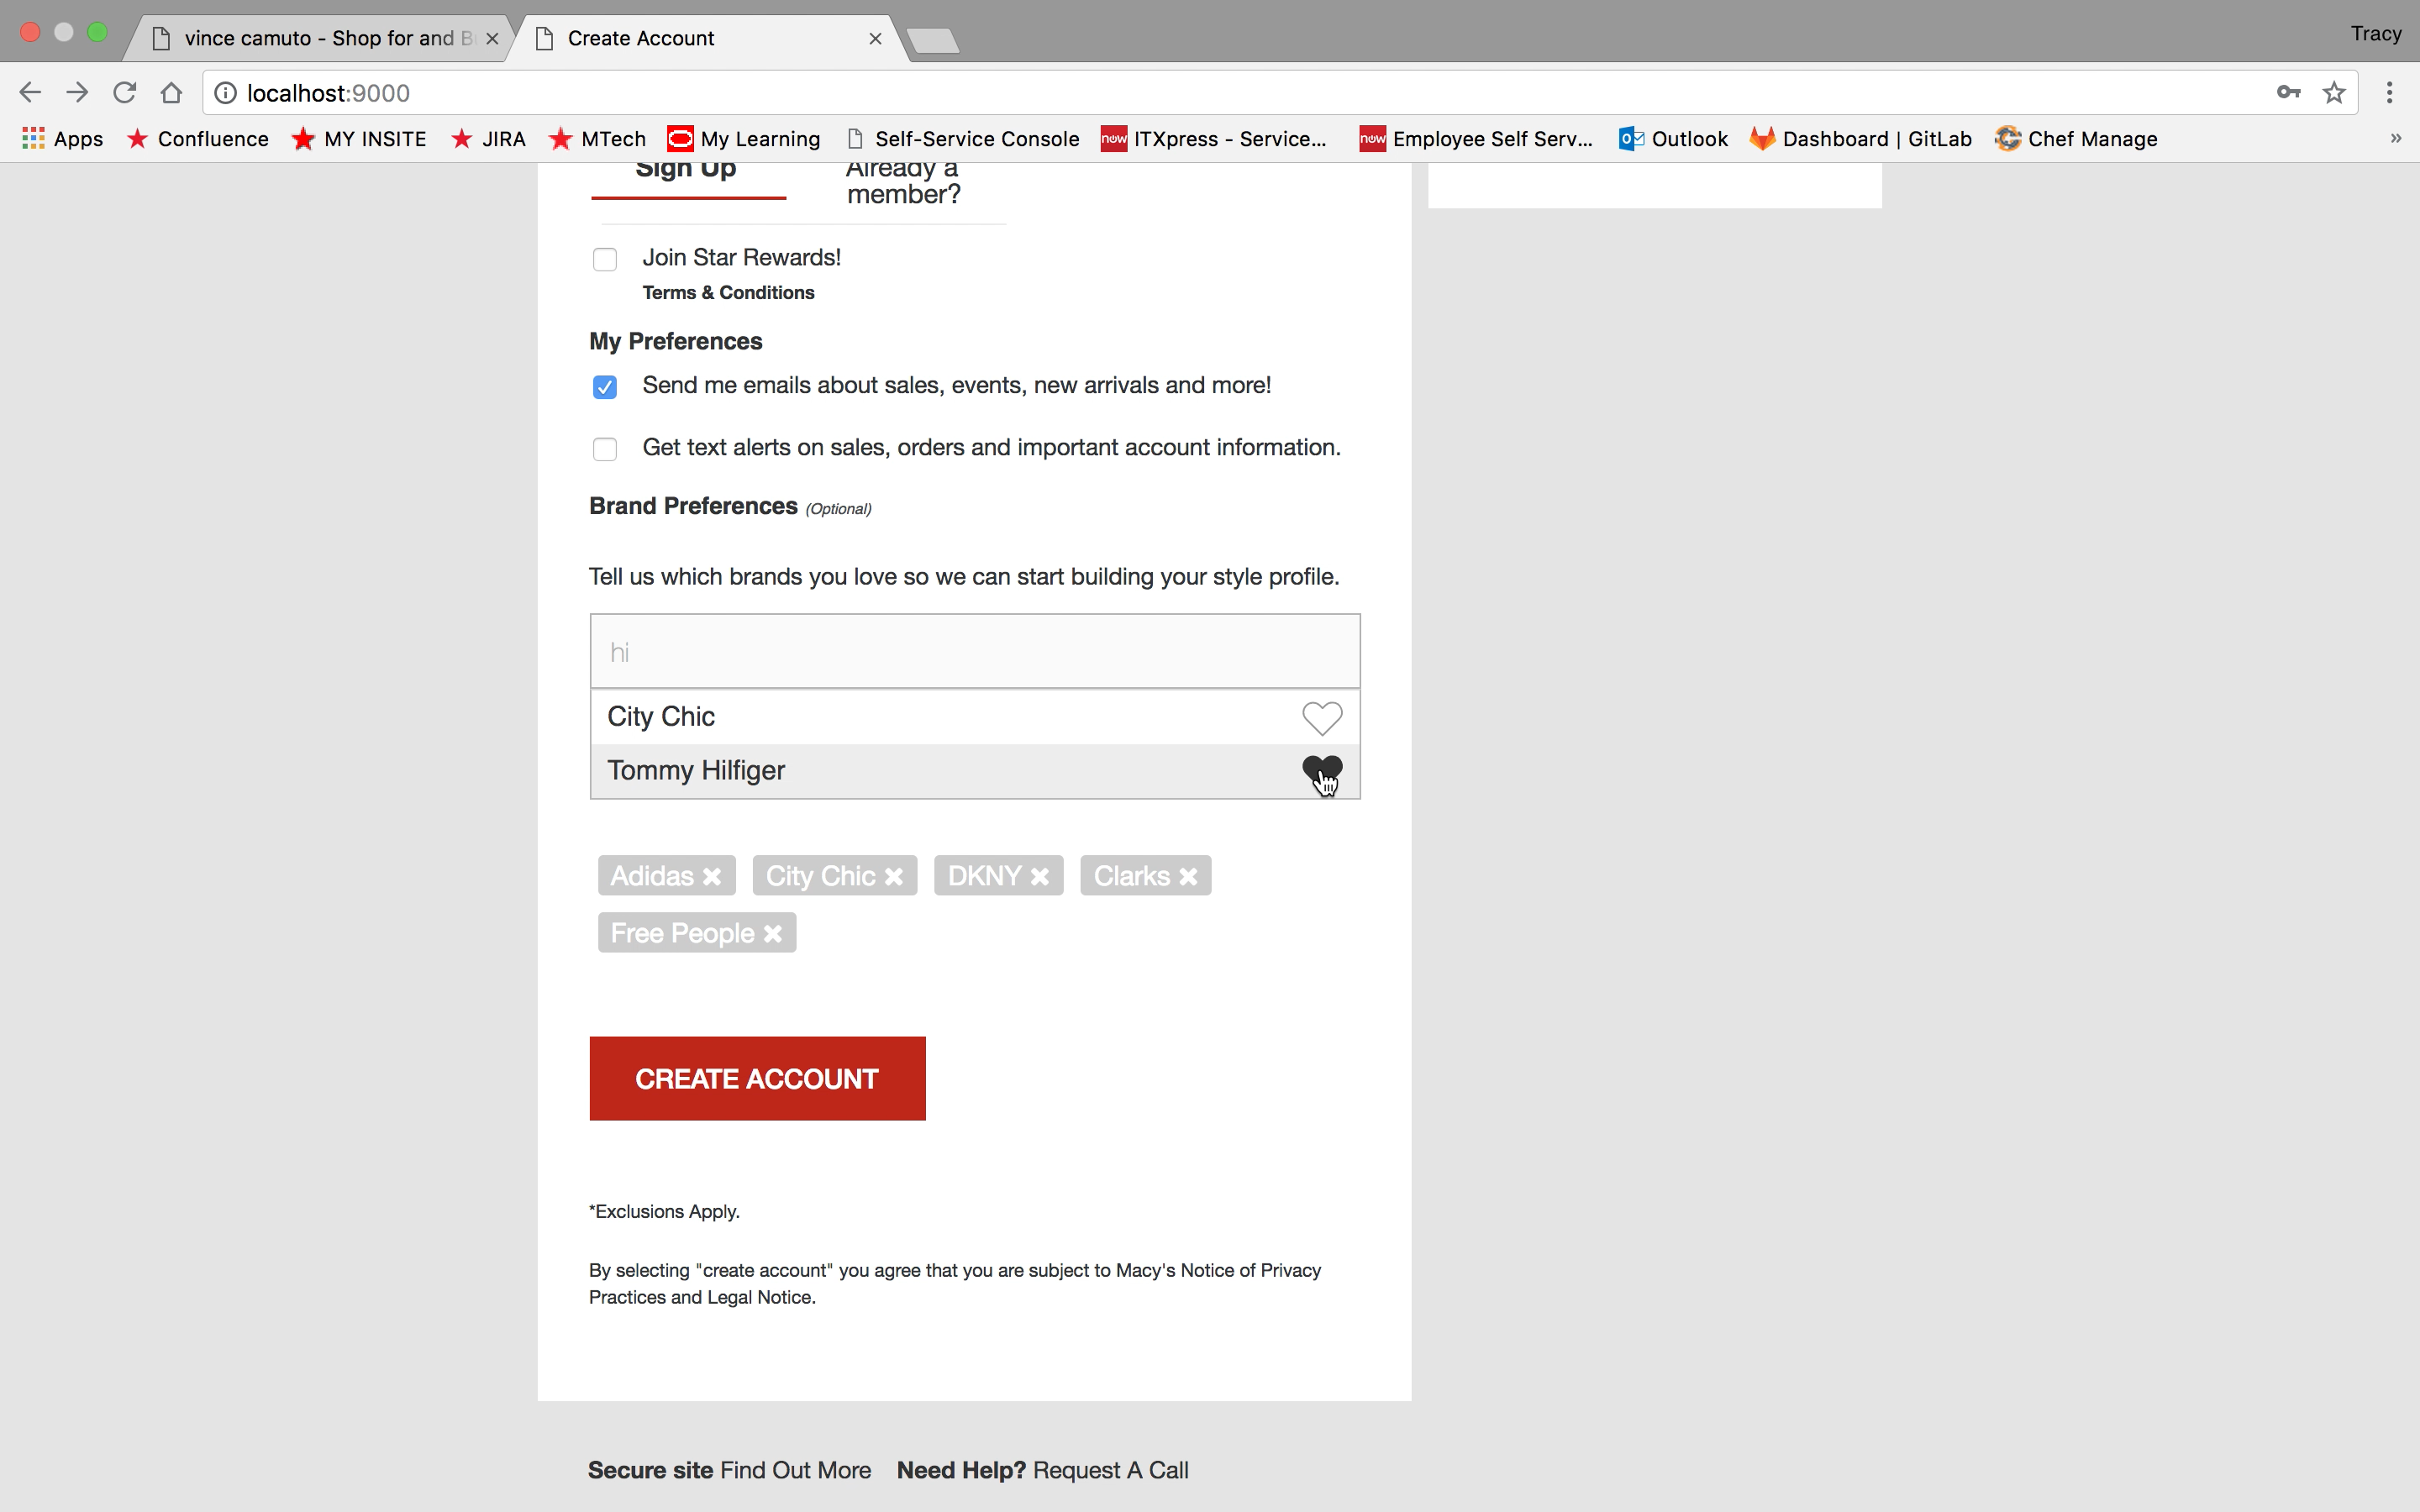 vince camuto - Shop for and B
Create Account
Tracy
localhost:9000
Apps
Confluence
MY INSITE
JIRA
MTech
My Learning
Self-Service Console
now ITXpress - Service...
now Employee Self Serv...
Outlook
Dashboard | GitLab
Chef Manage
»
Sign Up
Already a
member?
Join Star Rewards!
Terms & Conditions
My Preferences
Send me emails about sales, events, new arrivals and more!
Get text alerts on sales, orders and important account information.
Brand Preferences (Optional)
Tell us which brands you love so we can start building your style profile.
hi
City Chic
Tommy Hilfiger
Adidas ✖ City Chic ✖ DKNY ✖ Clarks ✖
Free People ✖
CREATE ACCOUNT
*Exclusions Apply.
By selecting "create account" you agree that you are subject to Macy's Notice of Privacy
Practices and Legal Notice.
Secure site Find Out More Need Help? Request A Call